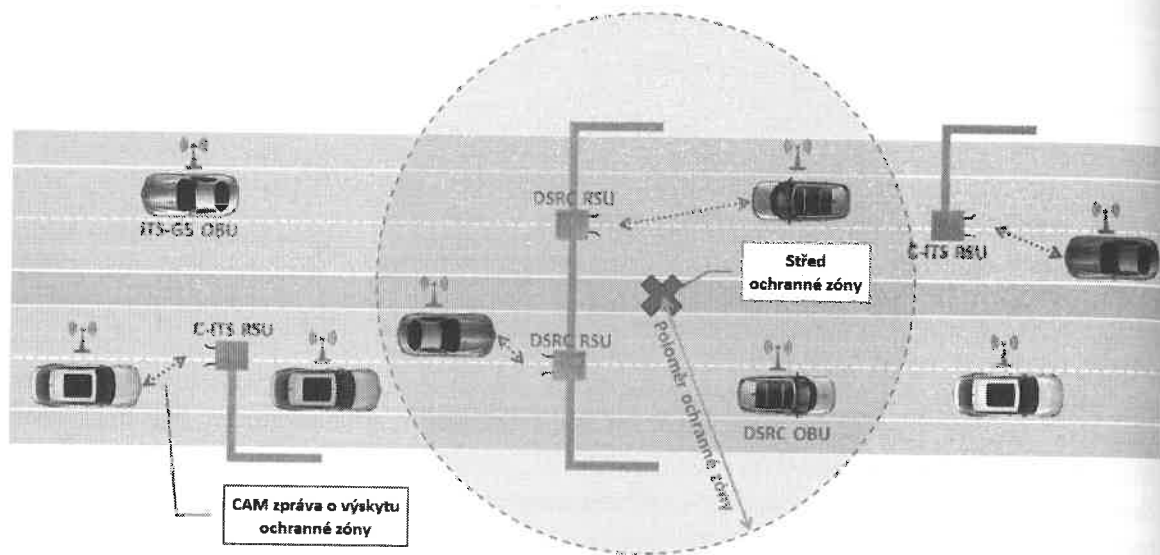 DSRC RSU
ITS-G5 OBU
C-ITS RSU
Střed
ochranné zóny
C-ITS RSU
DSRC RSU
Poloměr ochranné zóny
DSRC OBU
CAM zpráva o výskytu
ochranné zóny